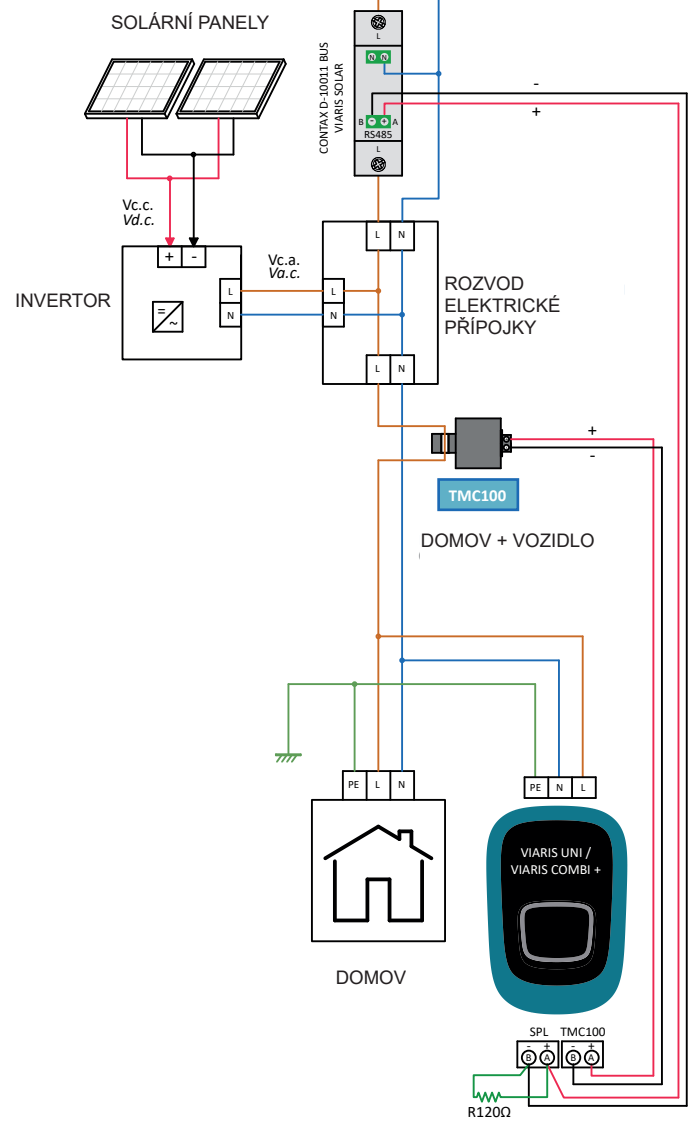 SOLÁRNÍ PANELY
L
N N
CONTAX D-10011 BUS
VIARIS SOLAR
B - + A
RS485
L
-
+
Vc.c.
Vd.c.
+ -
L N
INVERTOR
L
N
=
~
Vc.a.
Va.c.
L
N
ROZVOD
ELEKTRICKÉ
PŘÍPOJKY
L N
+
-
TMC100
DOMOV + VOZIDLO
PE L N
PE N L
VIARIS UNI /
VIARIS COMBI +
DOMOV
SPL TMC100
- + - +
B A B A
R120Ω